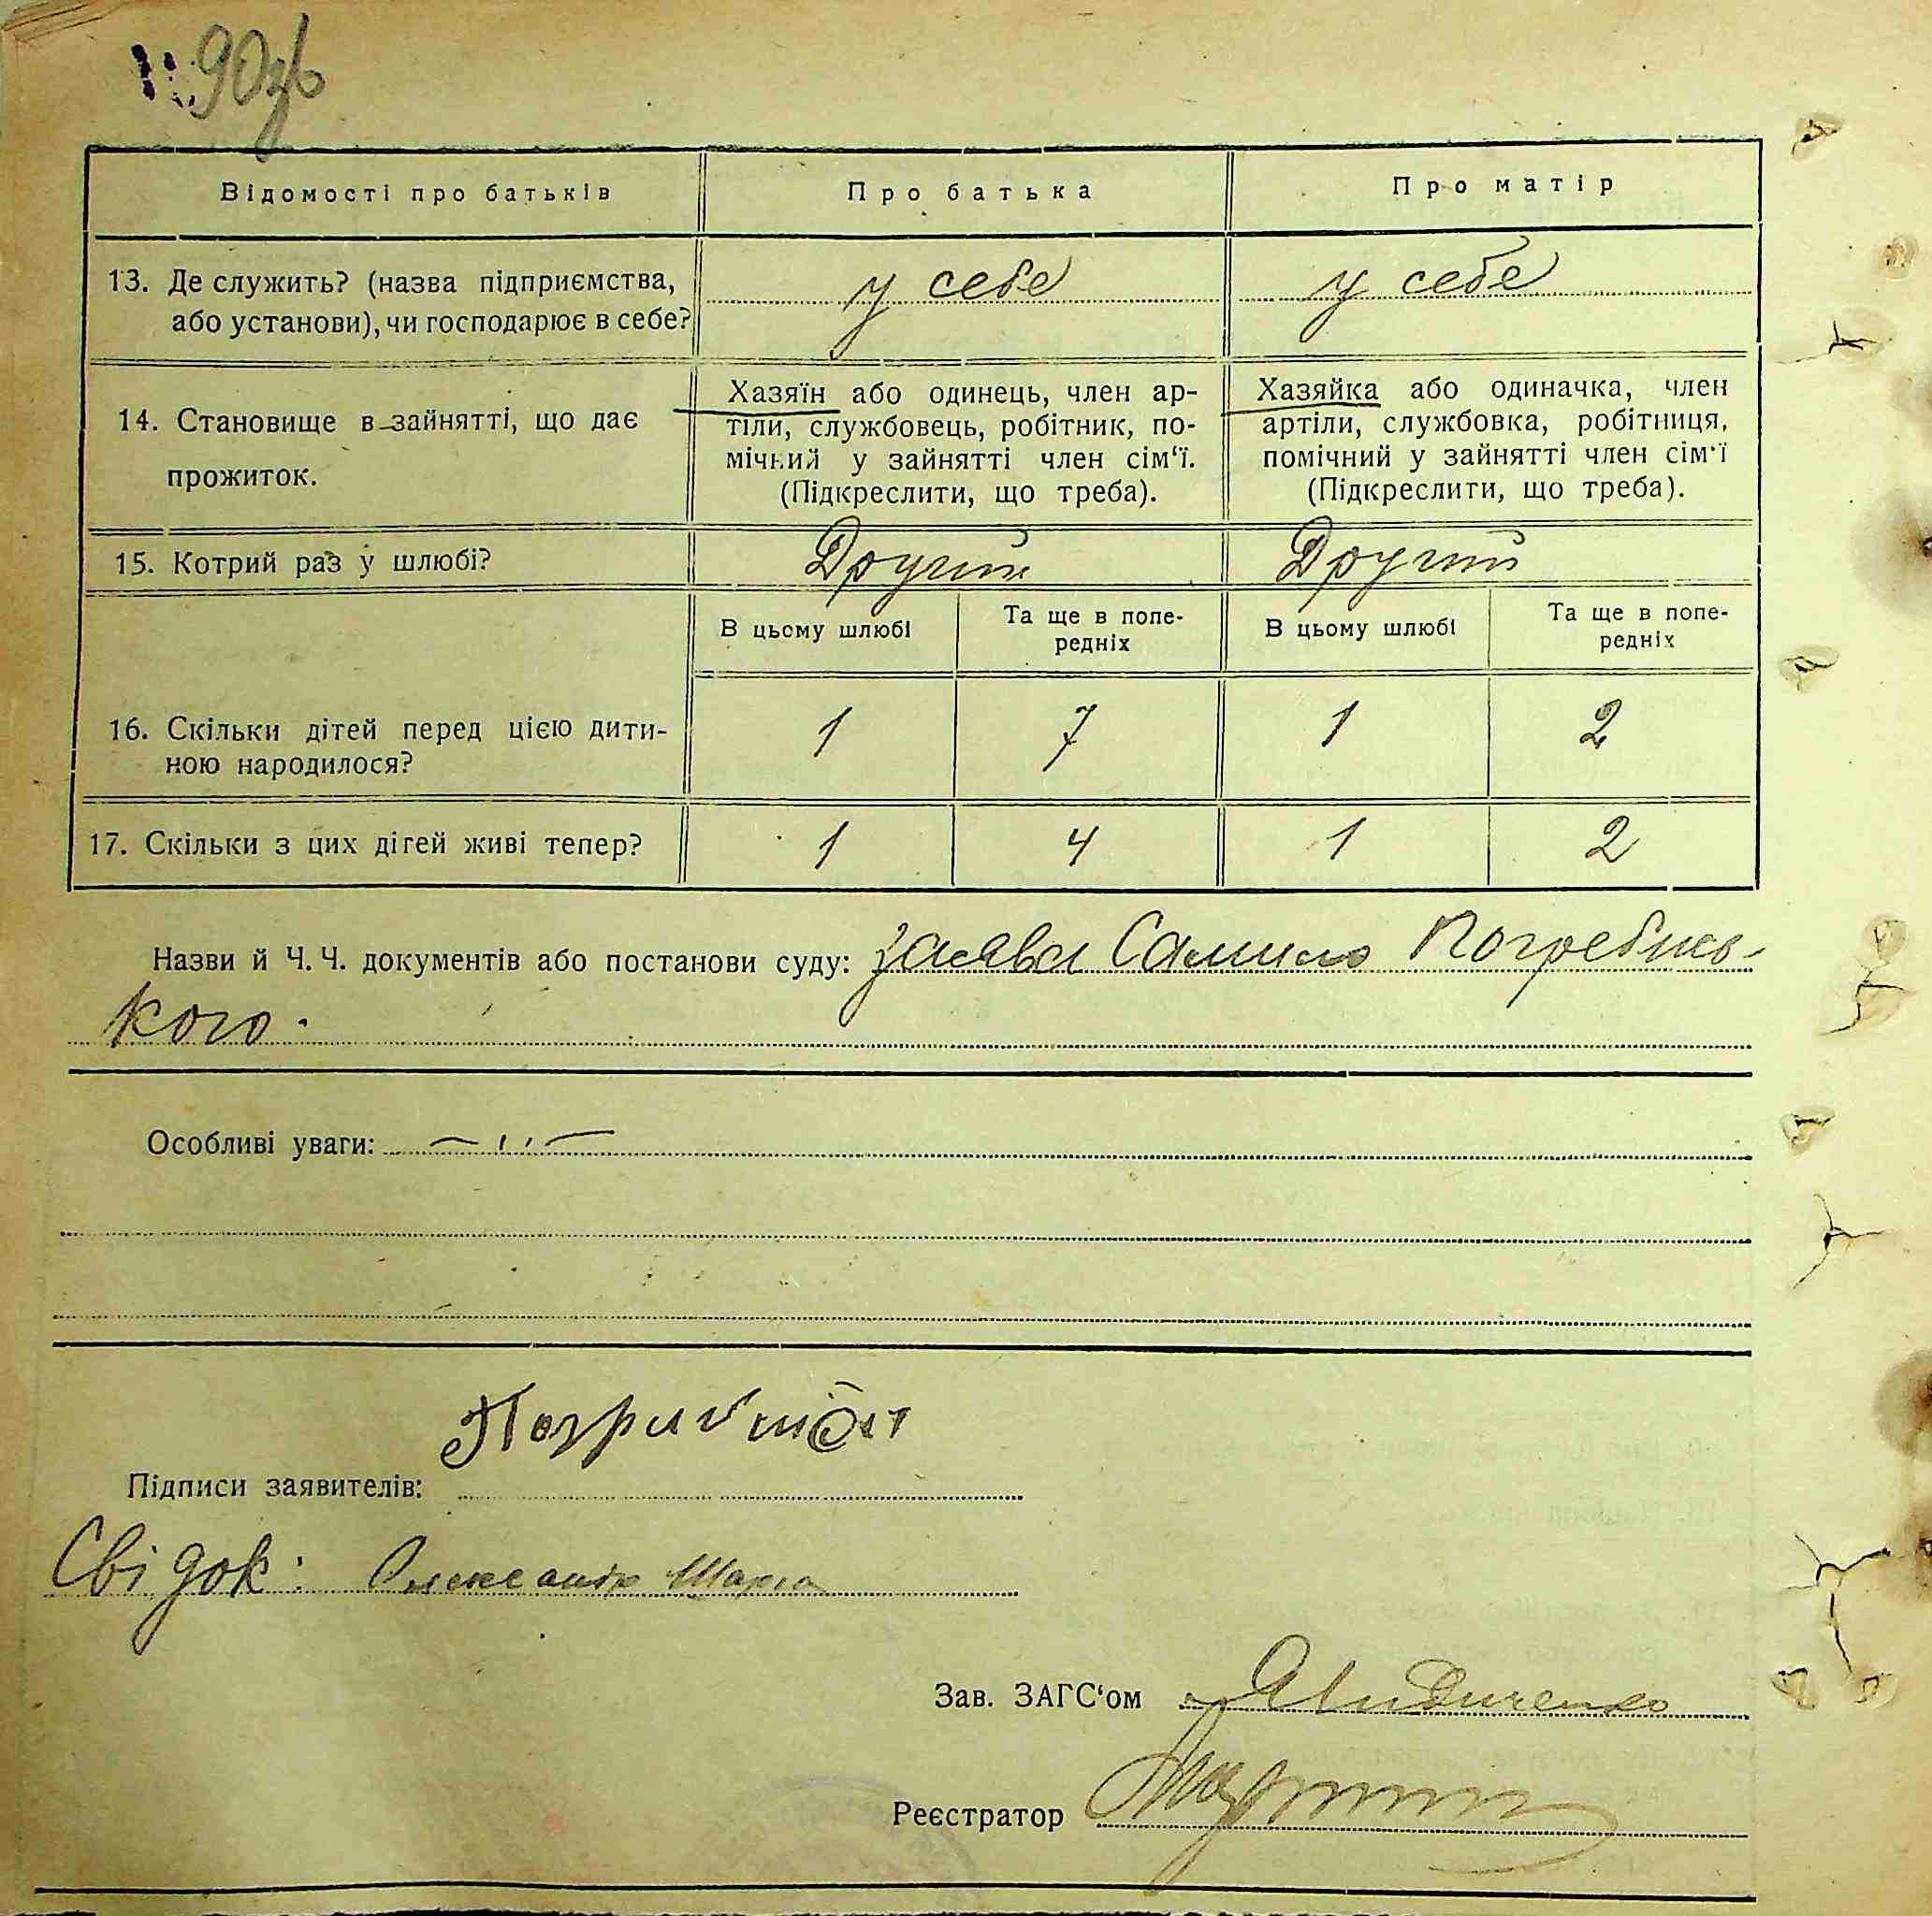 90зв
Відомості про батьків
Про батька
Про матір
13. Де служить? (назва підприємства,
або установи), чи господарює в себе?
у себе
у себе
14. Становище в зайнятті, що дає
прожиток.
Хазяїн або одинець, член ар-
тіли, службовець, робітник, по-
мічний у зайнятті член сім'ї.
(Підкреслити, що треба).
Хазяйка або одиначка, член
артіли, службовка, робітниця,
помічний у зайнятті член сім'ї
(Підкреслити, що треба).
15. Котрий раз у шлюбі?
Другий
Другий
В цьому шлюбі
Та ще в попе-
редніх
В цьому шлюбі
Та ще в попе-
редніх
16. Скільки дітей перед цією дити-
ною народилося?
1
7
1
2
17. Скільки з цих дітей живі тепер?
1
4
1
2
Назви й Ч. Ч. документів або постанови суду: заява Самило Погребнь-
кого.
Особливі уваги: —〃—
Підписи заявителів:
Свідок: Олександр
Зав. ЗАГС'ом
Реєстратор